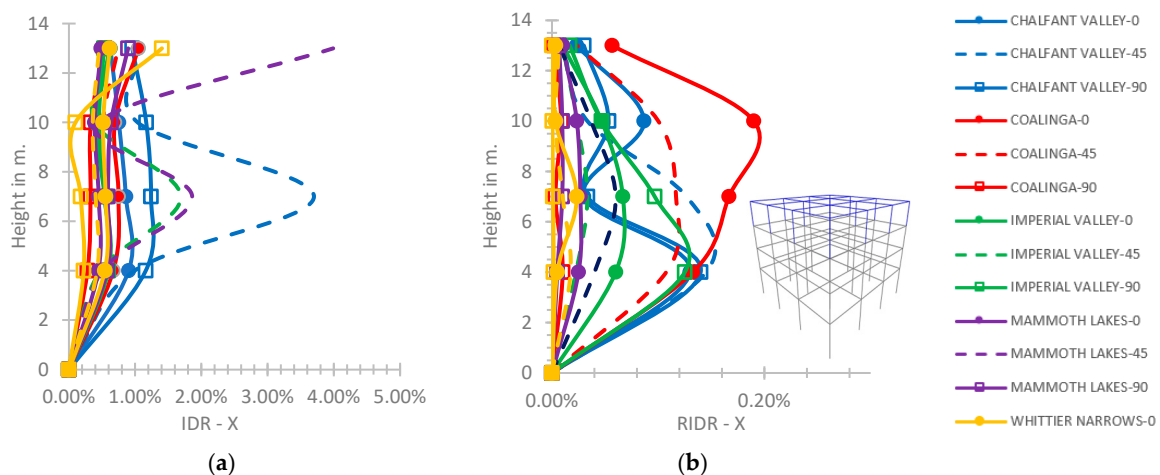 14
12
10
8
6
4
2
0
Height in m.
0.00% 1.00% 2.00% 3.00% 4.00% 5.00%
IDR - X
(a)
14
12
10
8
6
4
2
0
Height in m.
0.00% 0.20%
RIDR - X
(b)
CHALFANT VALLEY-0
CHALFANT VALLEY-45
CHALFANT VALLEY-90
COALINGA-0
COALINGA-45
COALINGA-90
IMPERIAL VALLEY-0
IMPERIAL VALLEY-45
IMPERIAL VALLEY-90
MAMMOTH LAKES-0
MAMMOTH LAKES-45
MAMMOTH LAKES-90
WHITTIER NARROWS-0